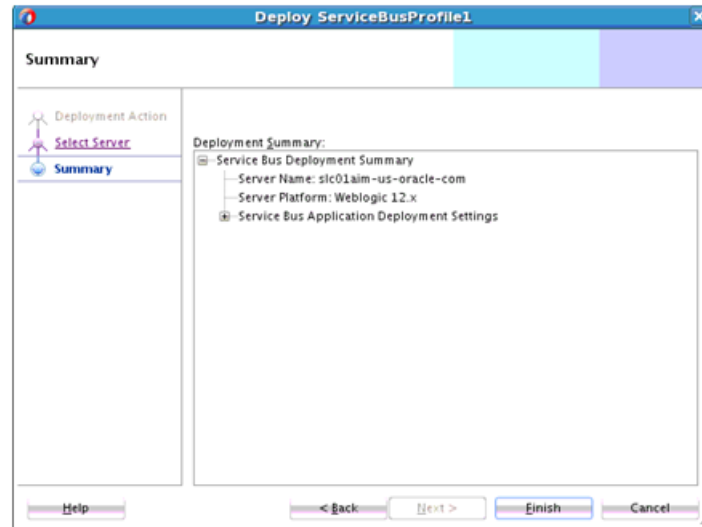 Deploy ServiceBusProfile1
Summary
Deployment Action
Select Server
Summary
Deployment Summary:
Service Bus Deployment Summary
Server Name: slc01aim-us-oracle-com
Server Platform: Weblogic 12.x
Service Bus Application Deployment Settings
Help
< Back
Next >
Finish
Cancel